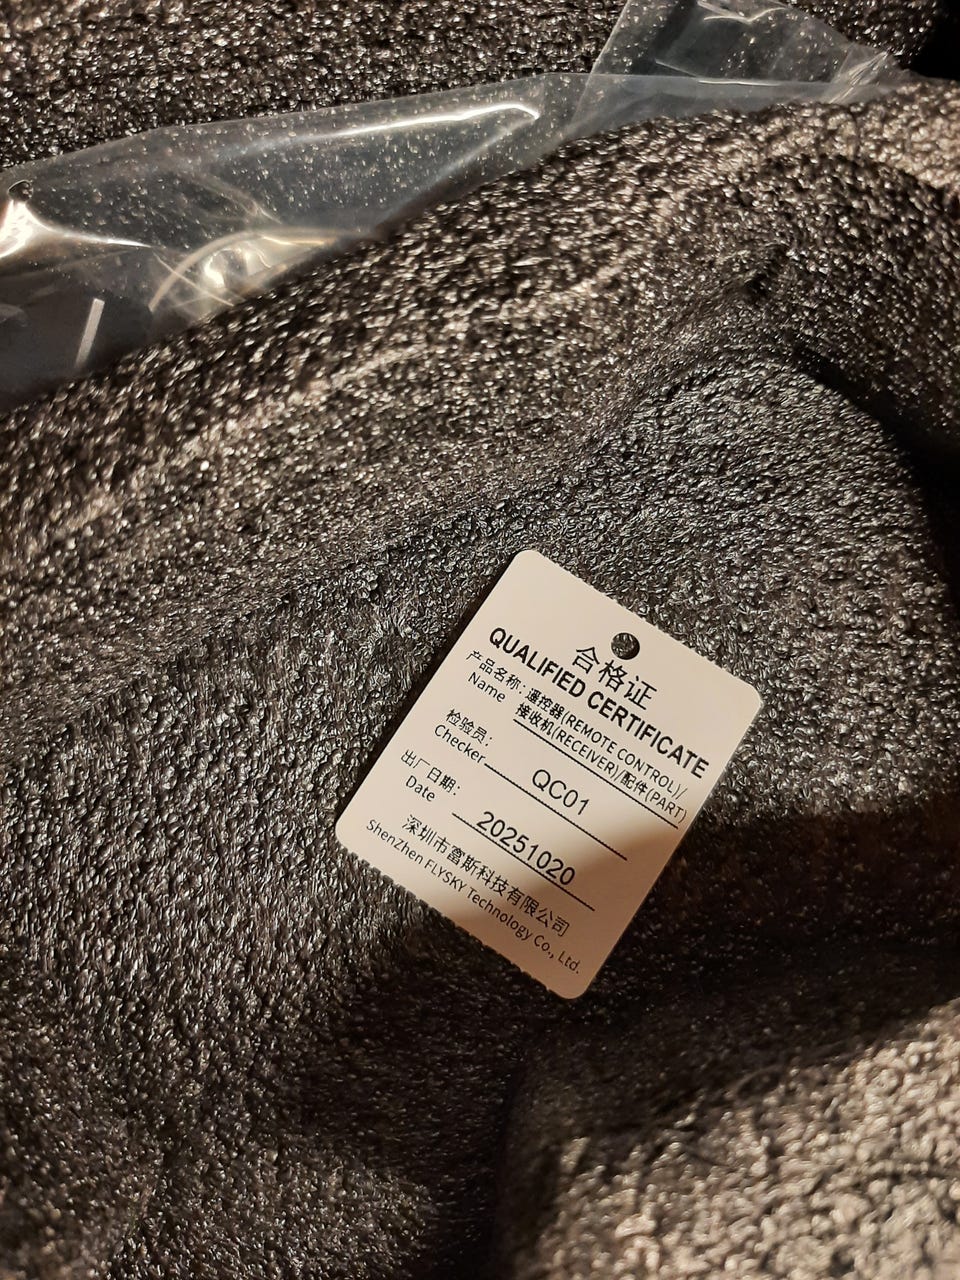 合格证
QUALIFIED CERTIFICATE
产品名称: 遥控器(REMOTE CONTROL)/
Name 接收机(RECEIVER)/配件(PART)
检验员:
Checker QC01
出厂日期:
Date 20251020
深圳市富斯科技有限公司
ShenZhen FLYSKY Technology Co., Ltd.